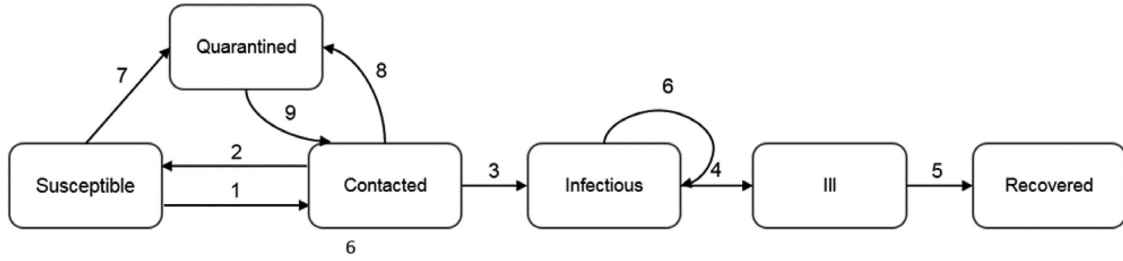 Quarantined
7
8
9
6
Susceptible
2
1
Contacted
3
Infectious
4
Ill
5
Recovered
6